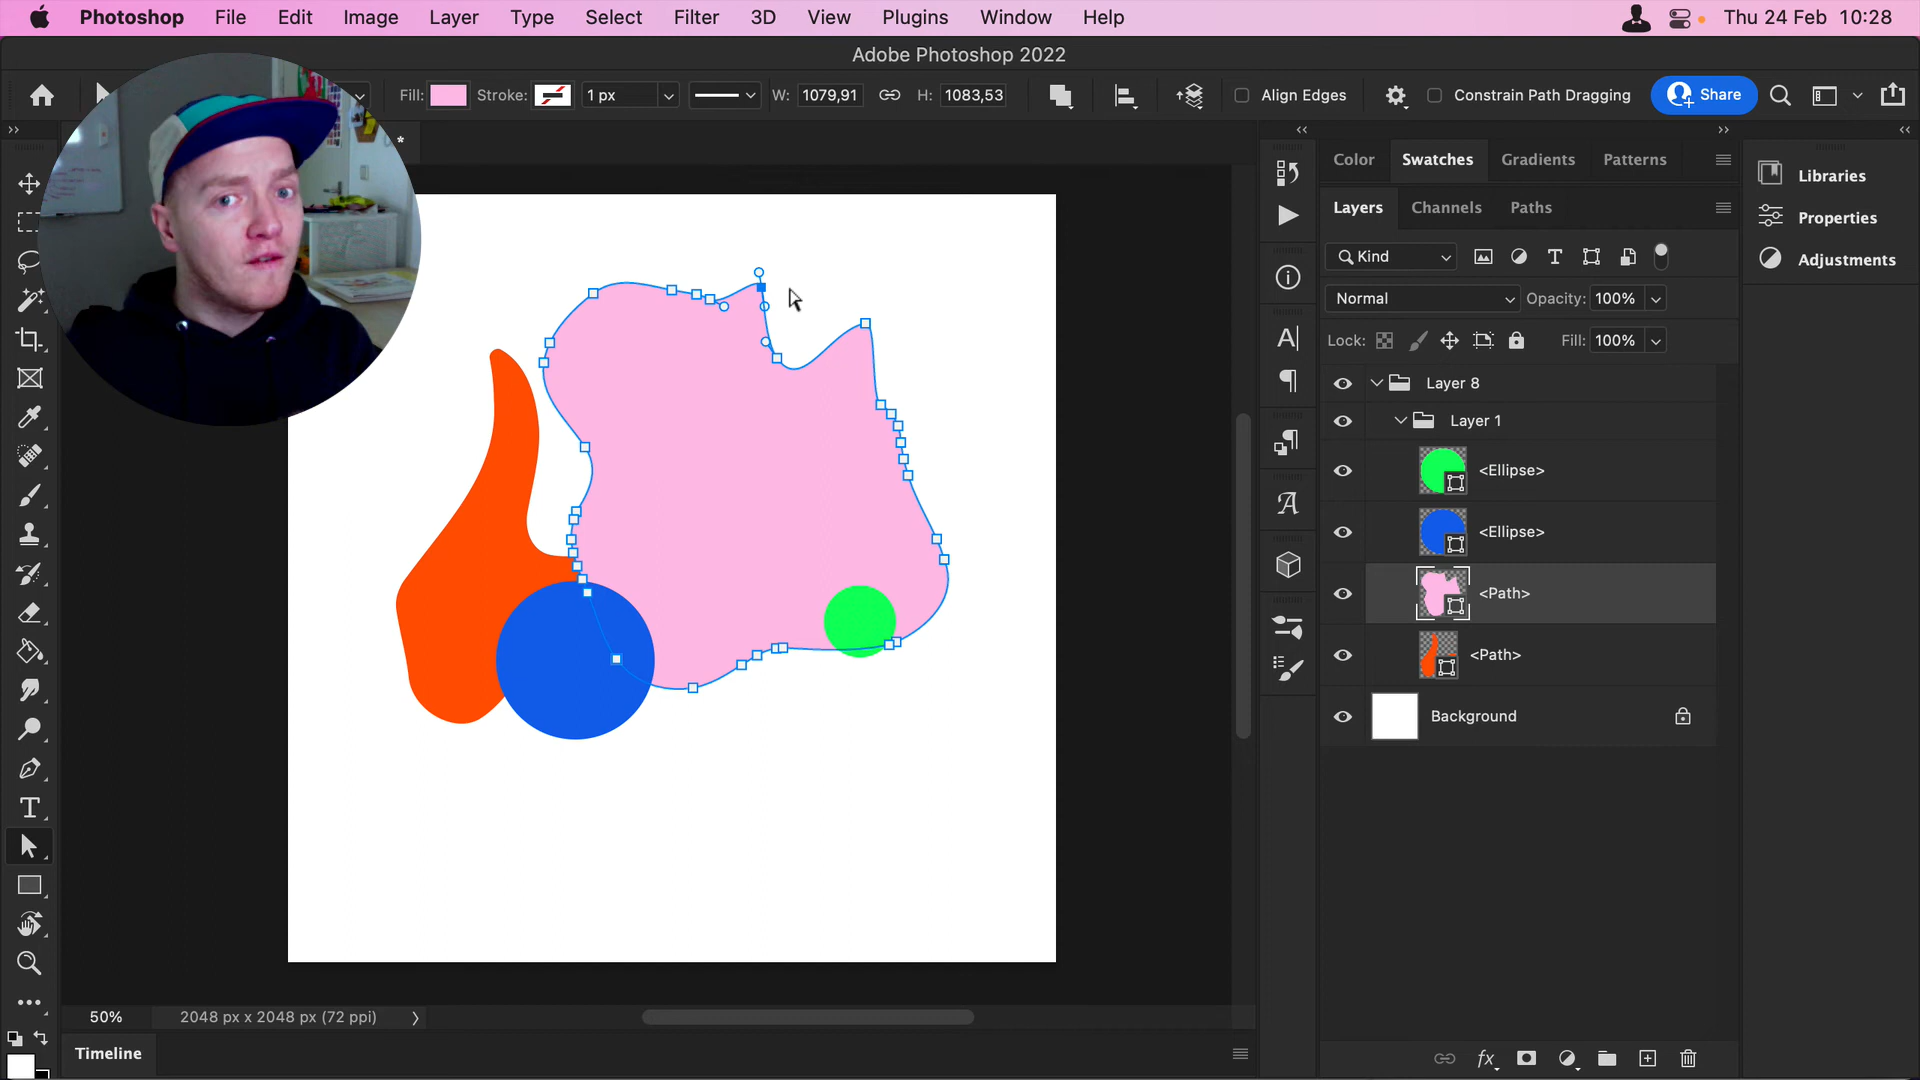 Photoshop File Edit Image Layer Type Select Filter 3D View Plugins Window Help Thu 24 Feb 10:28
Adobe Photoshop 2022
Fill: Stroke: 1 px W: 1079,91 H: 1083,53 Align Edges Constrain Path Dragging Share
*
Color Swatches Gradients Patterns
Libraries
Layers Channels Paths
Properties
Kind
Adjustments
Normal Opacity: 100%
Lock: Fill: 100%
Layer 8
Layer 1
<Ellipse>
<Ellipse>
<Path>
<Path>
Background
50% 2048 px x 2048 px (72 ppi)
Timeline